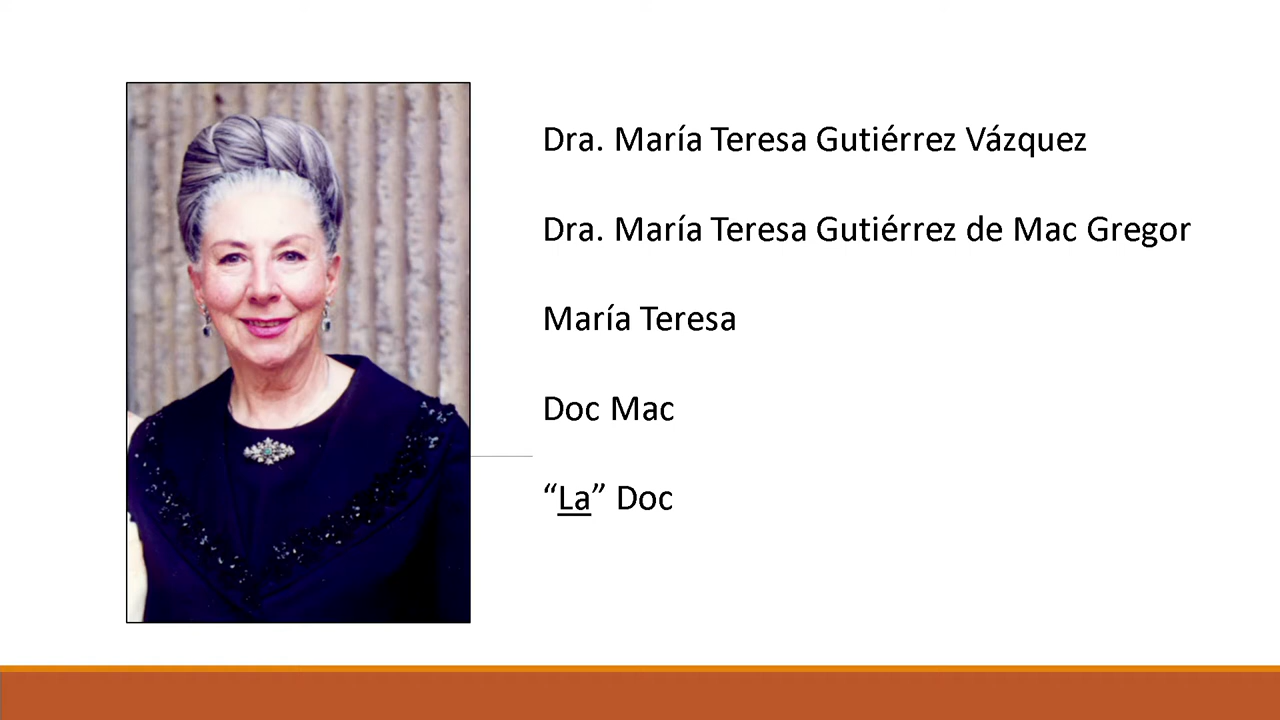 Dra. María Teresa Gutiérrez Vázquez
Dra. María Teresa Gutiérrez de Mac Gregor
María Teresa
Doc Mac
“La” Doc